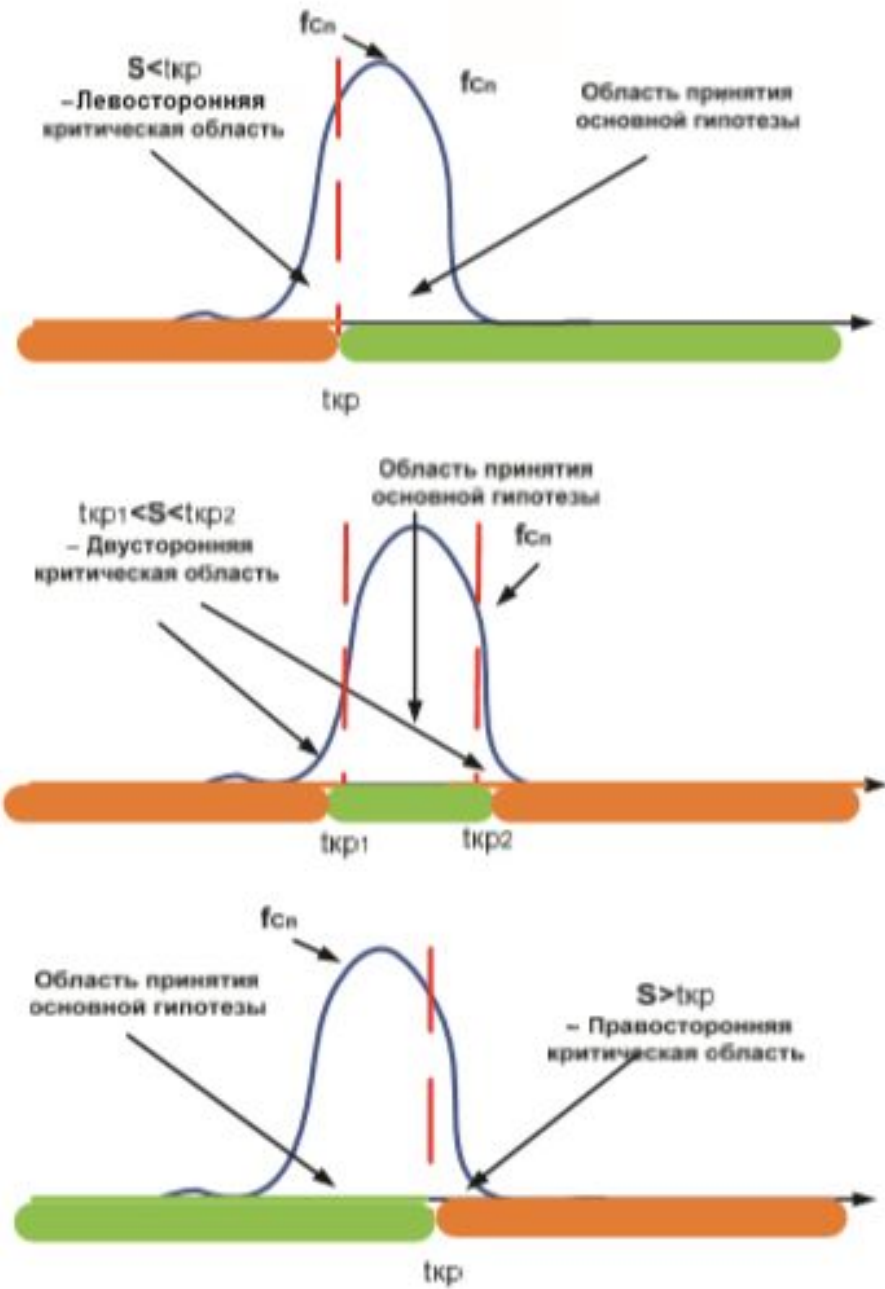 fСп
S<tкр
– Левосторонняя
критическая область
fСп
Область принятия
основной гипотезы
tкр
Область принятия
основной гипотезы
tкр1<S<tкр2
– Двусторонняя
критическая область
fСп
tкр1
tкр2
fСп
Область принятия
основной гипотезы
S>tкр
– Правосторонняя
критическая область
tкр